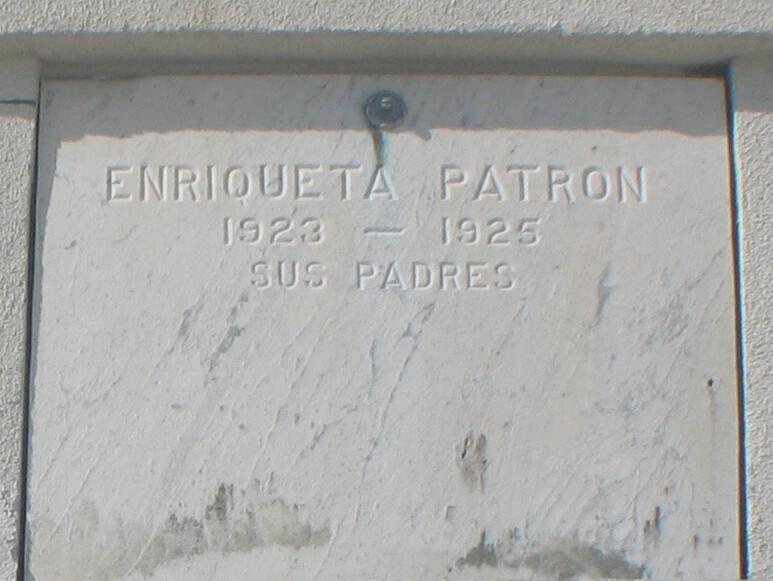 ENRIQUETA PATRON
1923 — 1925
SUS PADRES